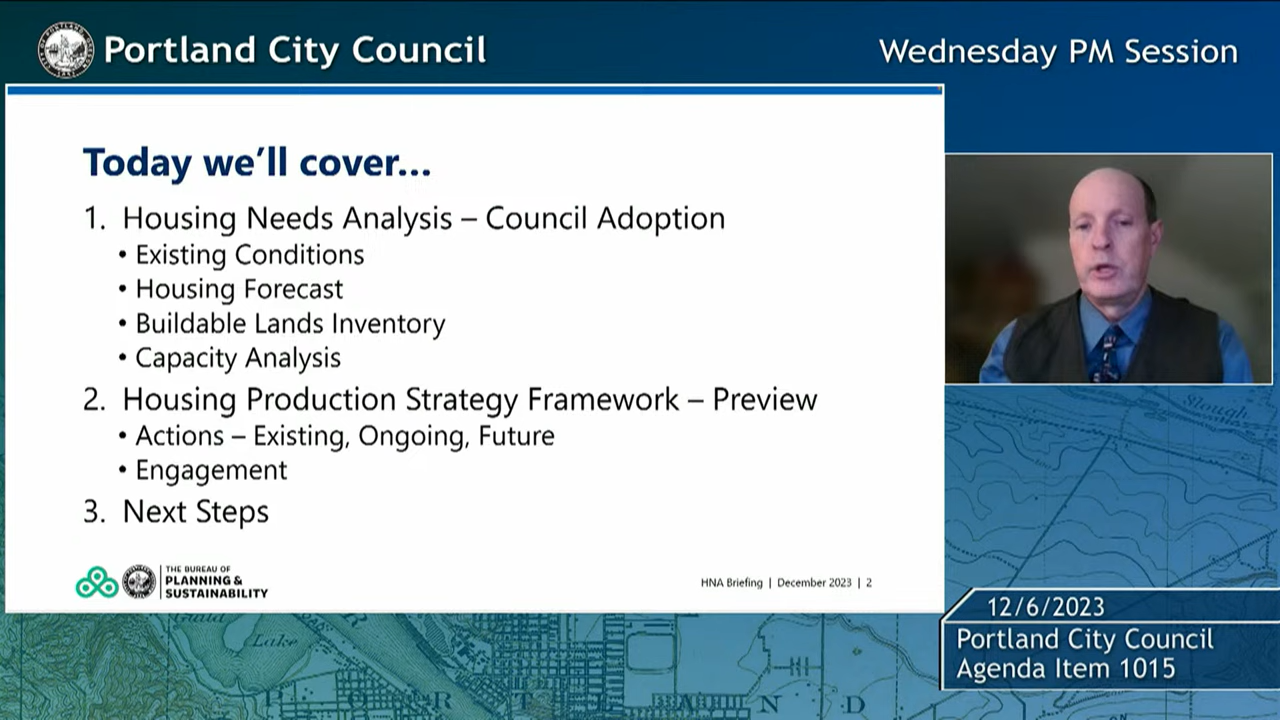 Portland City Council
Wednesday PM Session
Today we'll cover...
1. Housing Needs Analysis – Council Adoption
• Existing Conditions
• Housing Forecast
• Buildable Lands Inventory
• Capacity Analysis
2. Housing Production Strategy Framework – Preview
• Actions – Existing, Ongoing, Future
• Engagement
3. Next Steps
THE BUREAU OF
PLANNING &
SUSTAINABILITY
HNA Briefing | December 2023 | 2
Slough
12/6/2023
Portland City Council
Agenda Item 1015
Guild
Lake
R T L A N D